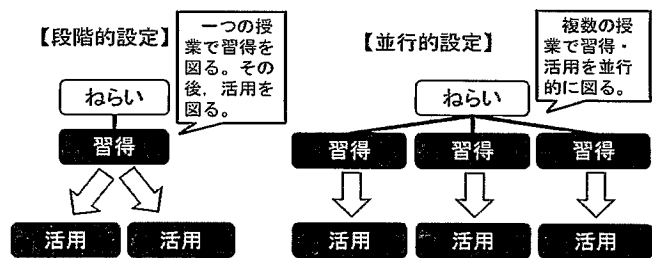 【段階的設定】
一つの授
業で習得を
図る。その
後，活用を
図る。
ねらい
習得
活用 活用
【並行的設定】
複数の授
業で習得・
活用を並行
的に図る。
ねらい
習得 習得 習得
活用 活用 活用